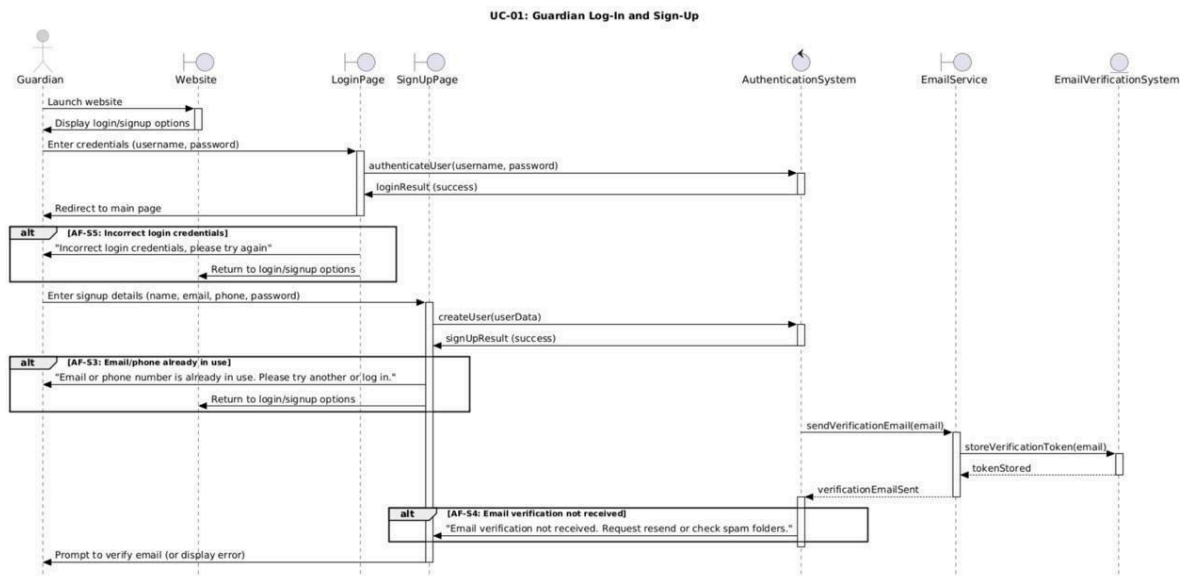 UC-01: Guardian Log-In and Sign-Up
Guardian
Website
LoginPage
SignUpPage
AuthenticationSystem
EmailService
EmailVerificationSystem
Launch website
Display login/signup options
Enter credentials (username, password)
authenticateUser(username, password)
loginResult (success)
Redirect to main page
alt [AF-S5: Incorrect login credentials]
"Incorrect login credentials, please try again"
Return to login/signup options
Enter signup details (name, email, phone, password)
createUser(userData)
signUpResult (success)
alt [AF-S3: Email/phone already in use]
"Email or phone number is already in use. Please try another or log in."
Return to login/signup options
sendVerificationEmail(email)
storeVerificationToken(email)
tokenStored
verificationEmailSent
alt [AF-S4: Email verification not received]
"Email verification not received. Request resend or check spam folders."
Prompt to verify email (or display error)